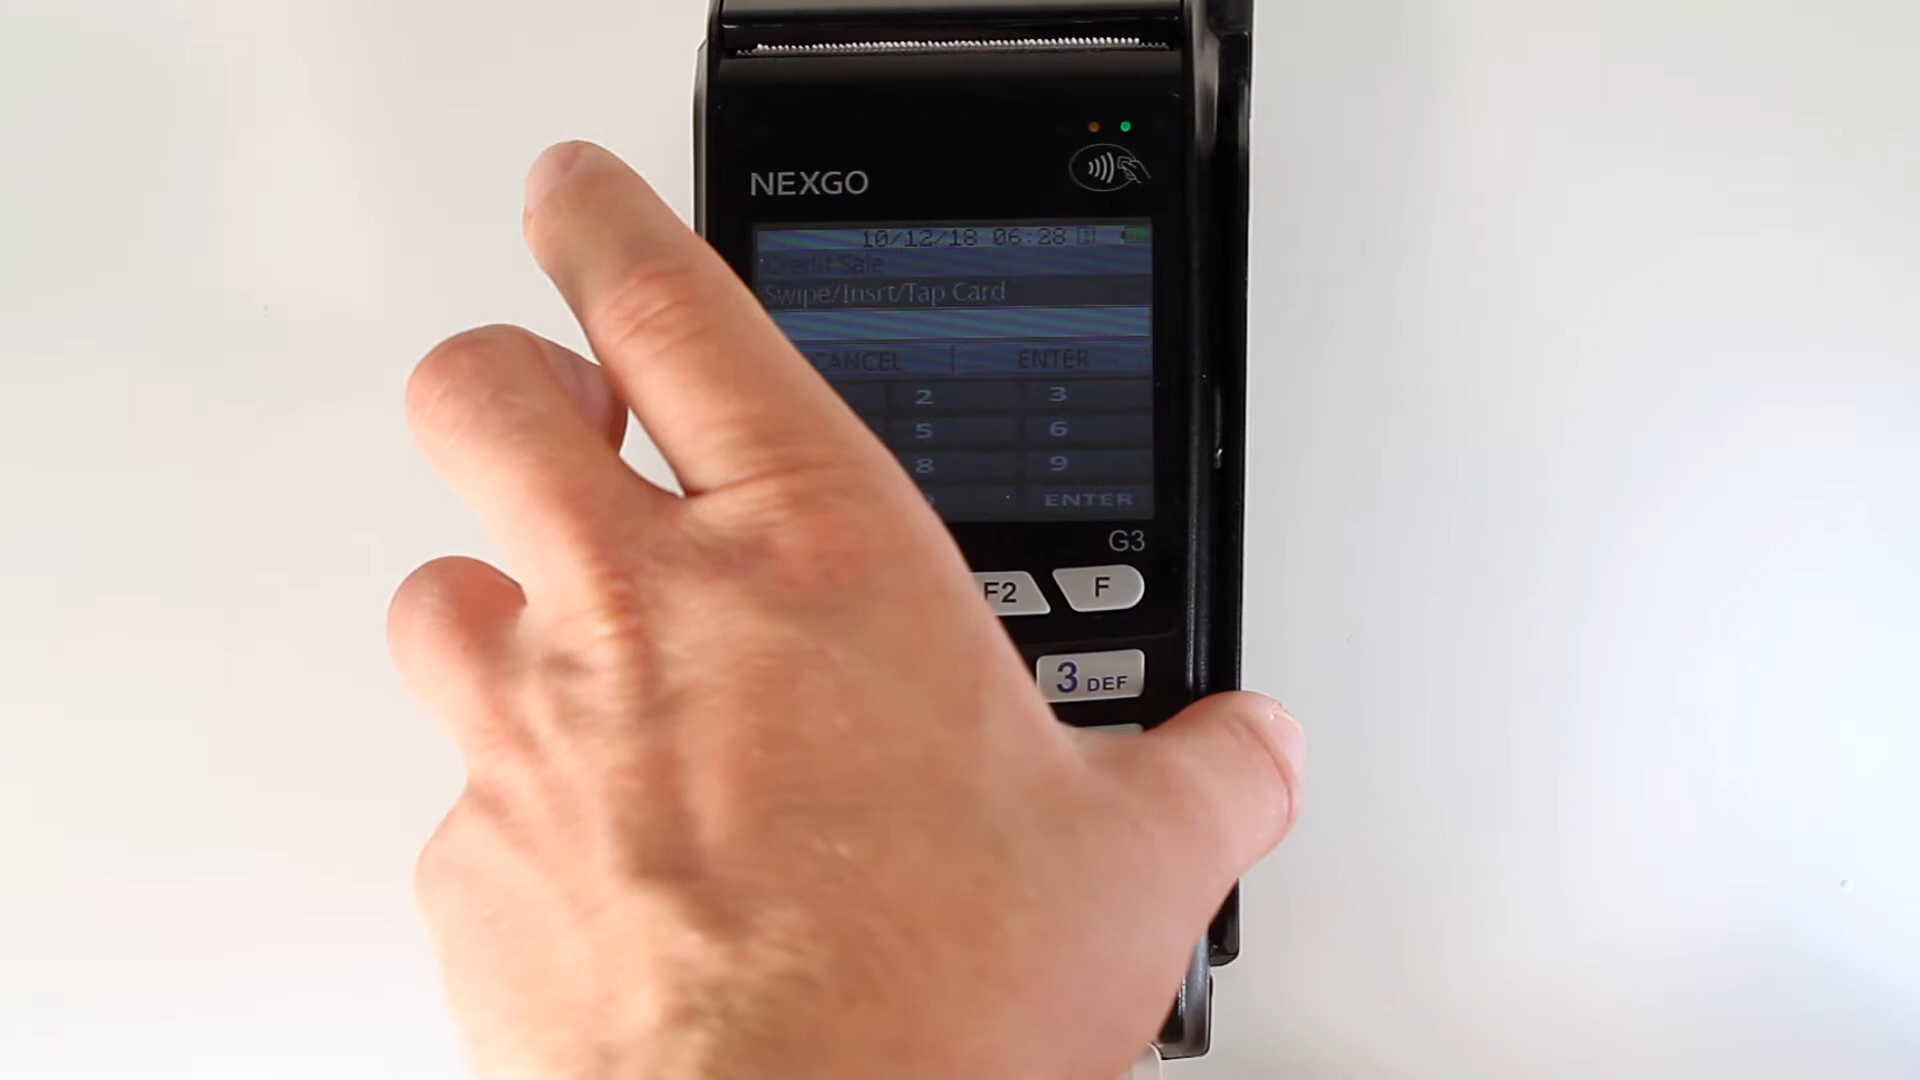 NEXGO
10/12/18 06:28
Credit Sale
Swipe/Insrt/Tap Card
CANCEL ENTER
2 3
5 6
8 9
ENTER
G3
F2 F
3 DEF